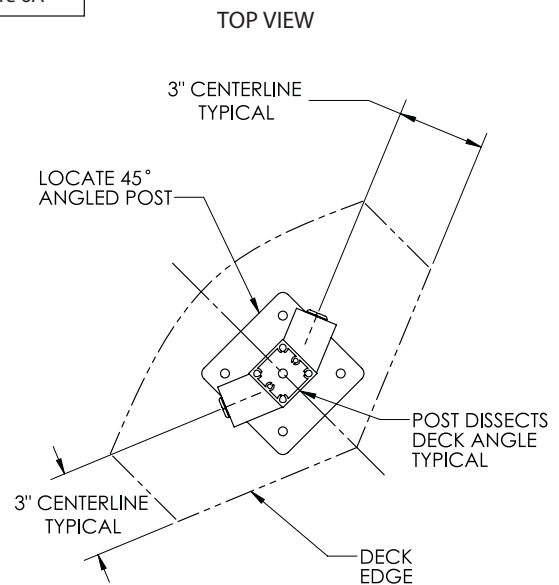 TOP VIEW
3" CENTERLINE
TYPICAL
LOCATE 45°
ANGLED POST
POST DISSECTS
DECK ANGLE
TYPICAL
3" CENTERLINE
TYPICAL
DECK
EDGE